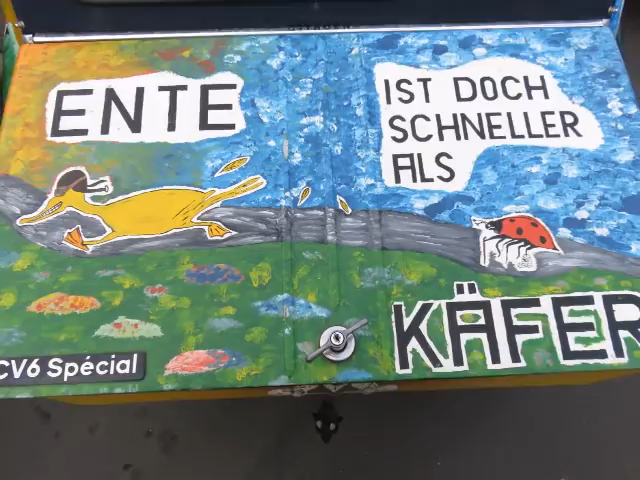 ENTE
IST DOCH
SCHNELLER
ALS
KÄFER
CV6 Spécial